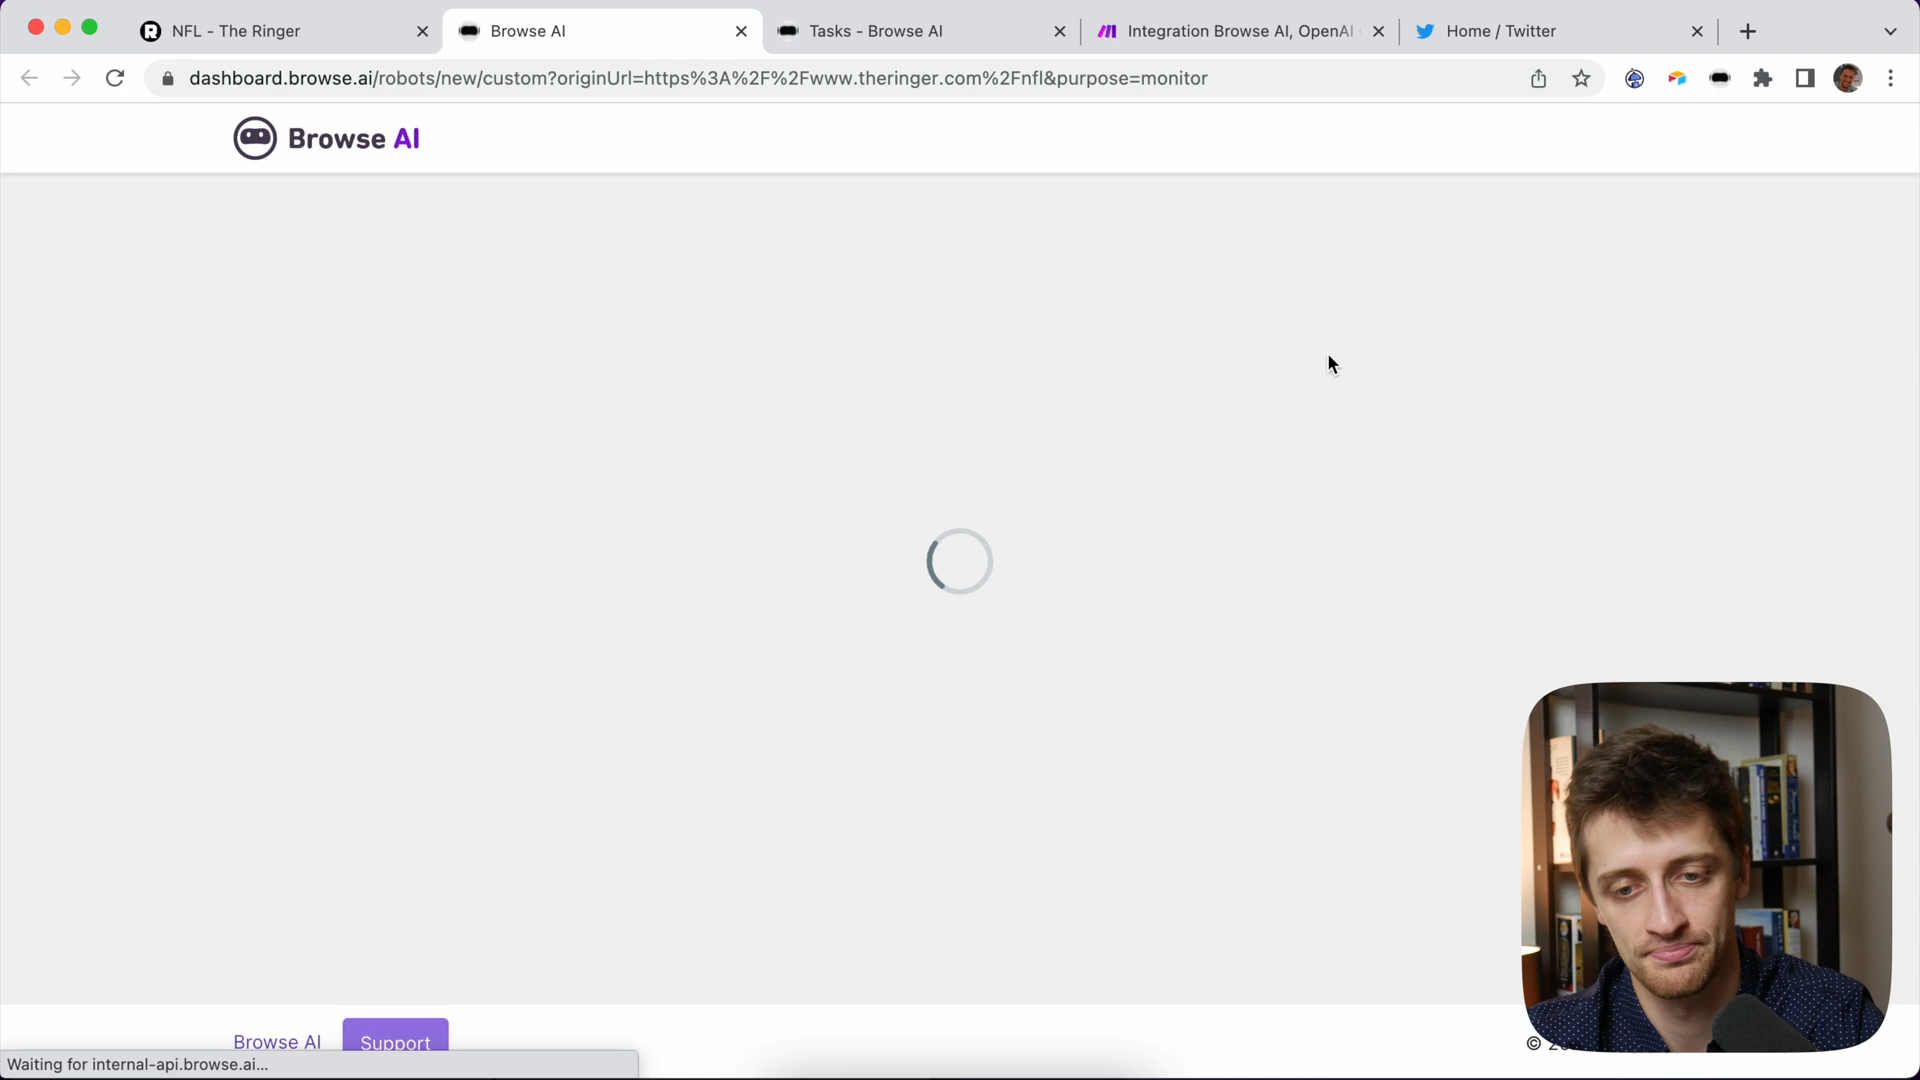 NFL - The Ringer
Browse AI
Tasks - Browse AI
Integration Browse AI, OpenAI
Home / Twitter
dashboard.browse.ai/robots/new/custom?originUrl=https%3A%2F%2Fwww.theringer.com%2Fnfl&purpose=monitor
Browse AI
Browse AI
Support
©
Waiting for internal-api.browse.ai...